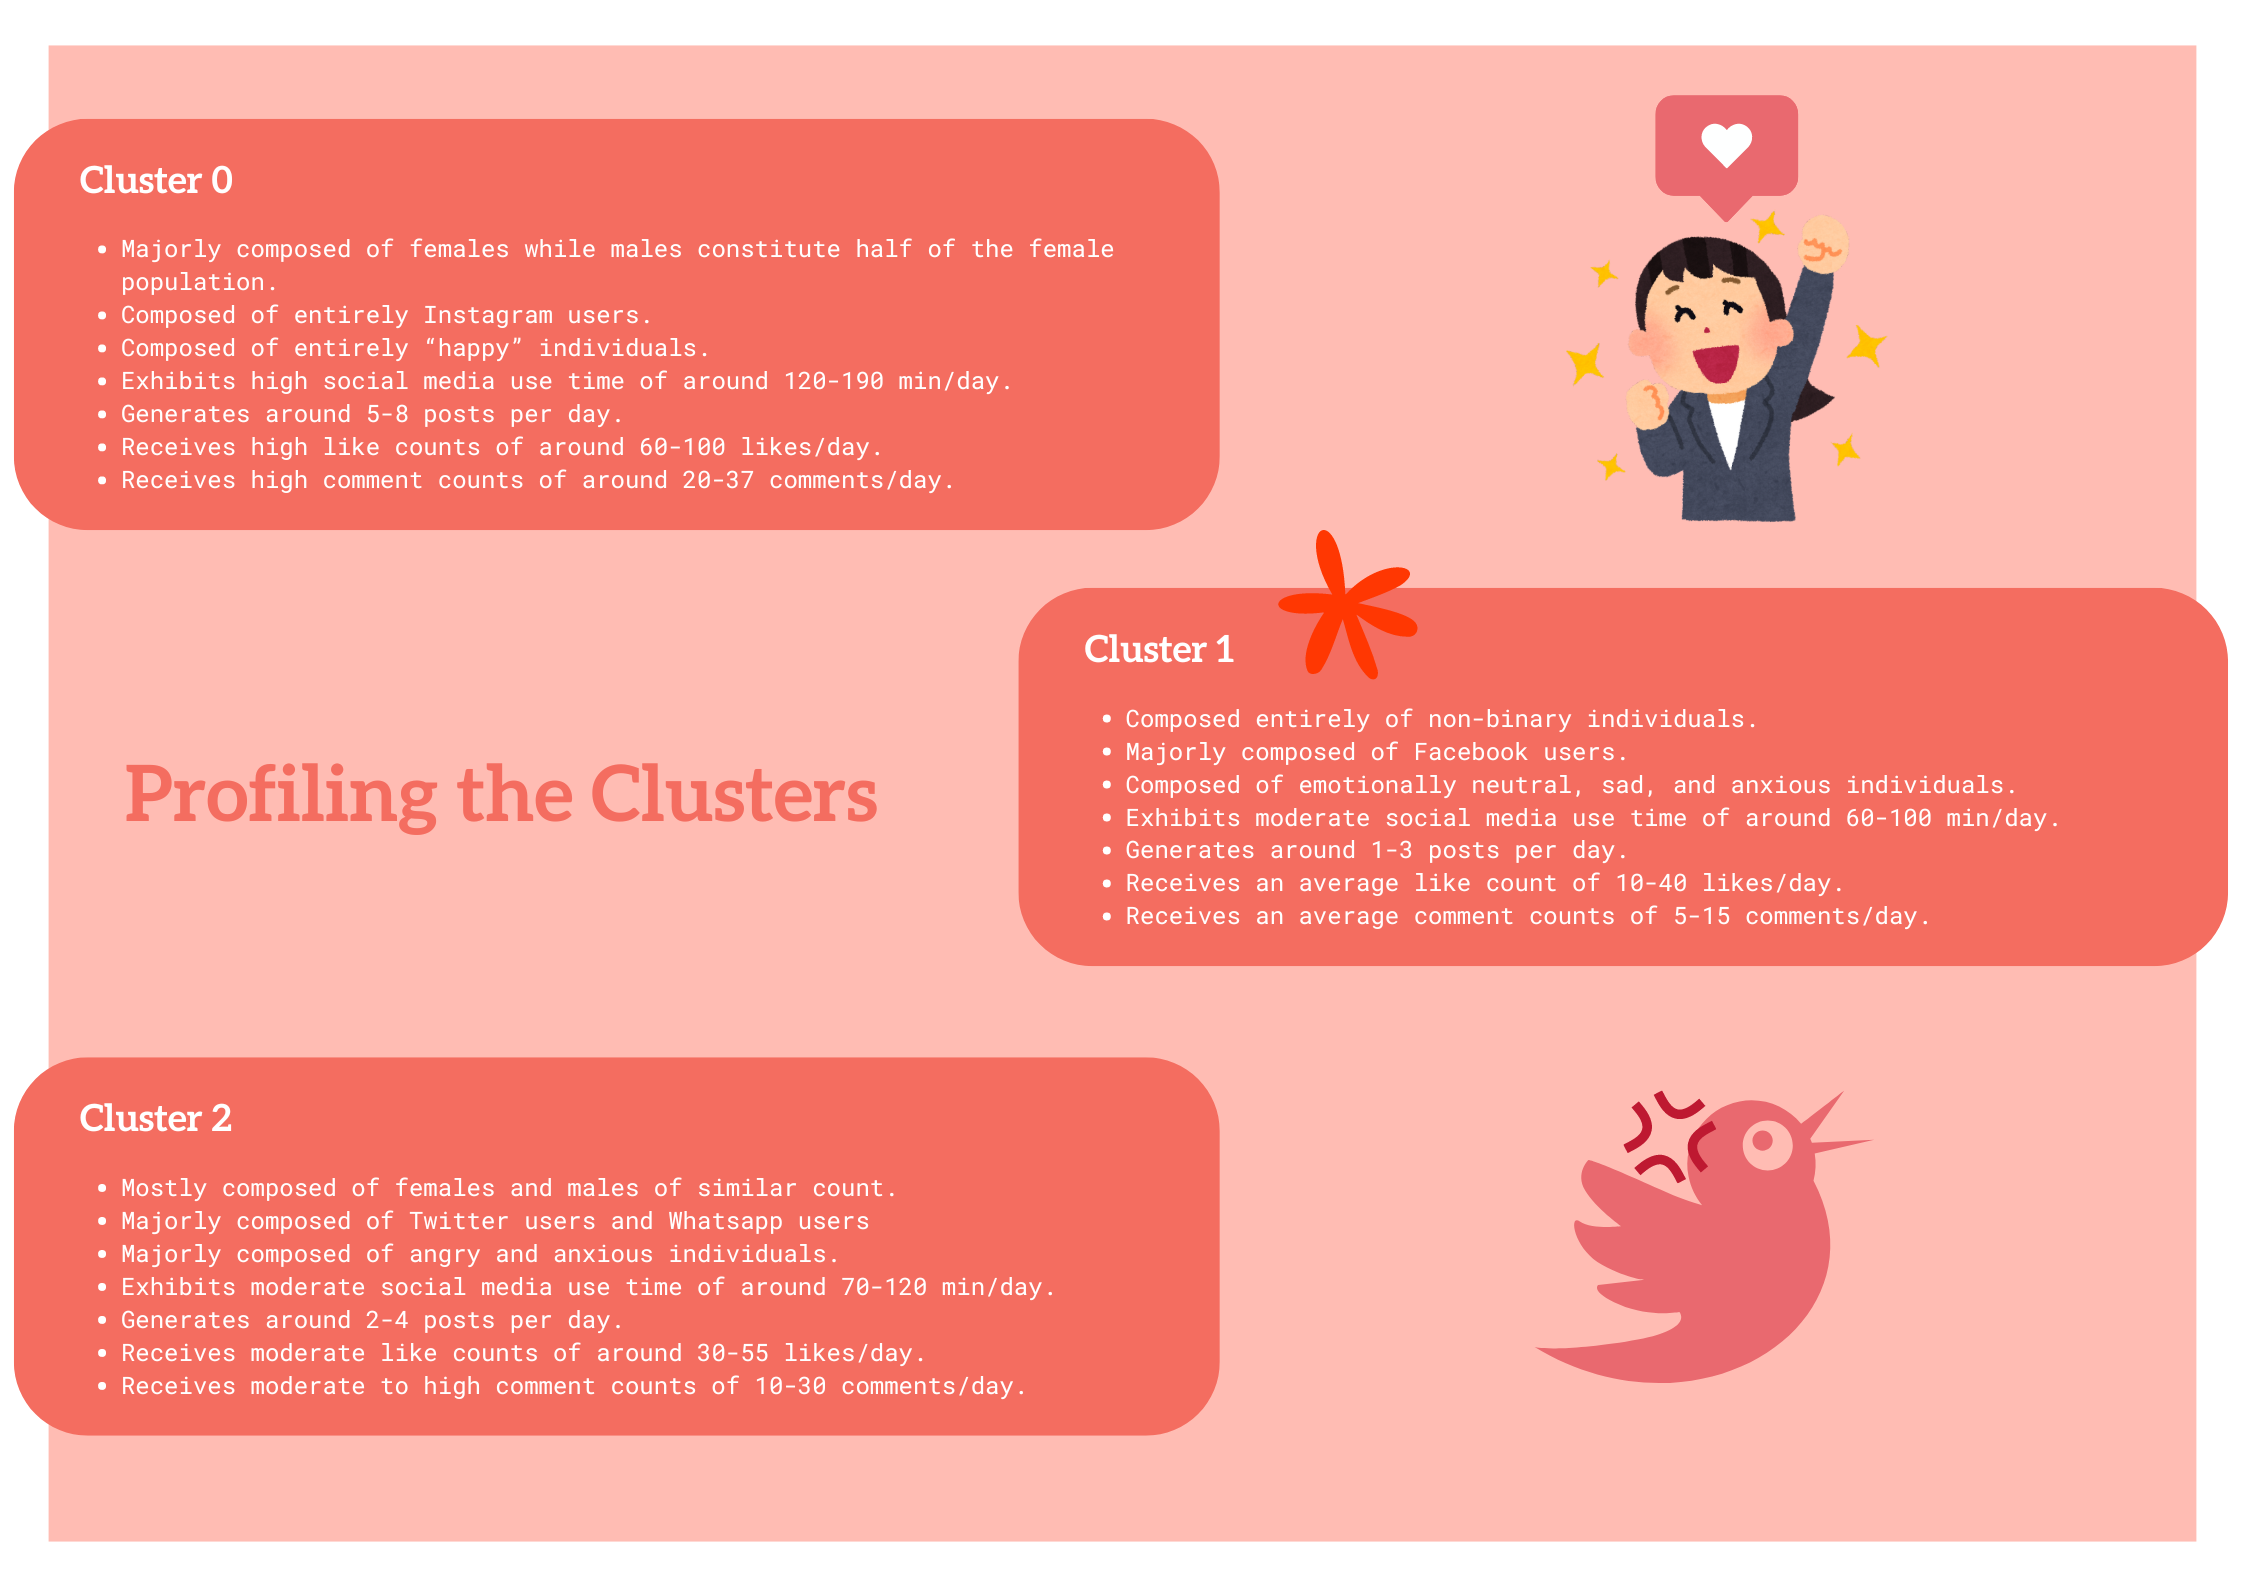 Cluster 0
• Majorly composed of females while males constitute half of the female
population.
• Composed of entirely Instagram users.
• Composed of entirely “happy” individuals.
• Exhibits high social media use time of around 120-190 min/day.
• Generates around 5-8 posts per day.
• Receives high like counts of around 60-100 likes/day.
• Receives high comment counts of around 20-37 comments/day.
Profiling the Clusters
Cluster 1
• Composed entirely of non-binary individuals.
• Majorly composed of Facebook users.
• Composed of emotionally neutral, sad, and anxious individuals.
• Exhibits moderate social media use time of around 60-100 min/day.
• Generates around 1-3 posts per day.
• Receives an average like count of 10-40 likes/day.
• Receives an average comment counts of 5-15 comments/day.
Cluster 2
• Mostly composed of females and males of similar count.
• Majorly composed of Twitter users and Whatsapp users
• Majorly composed of angry and anxious individuals.
• Exhibits moderate social media use time of around 70-120 min/day.
• Generates around 2-4 posts per day.
• Receives moderate like counts of around 30-55 likes/day.
• Receives moderate to high comment counts of 10-30 comments/day.